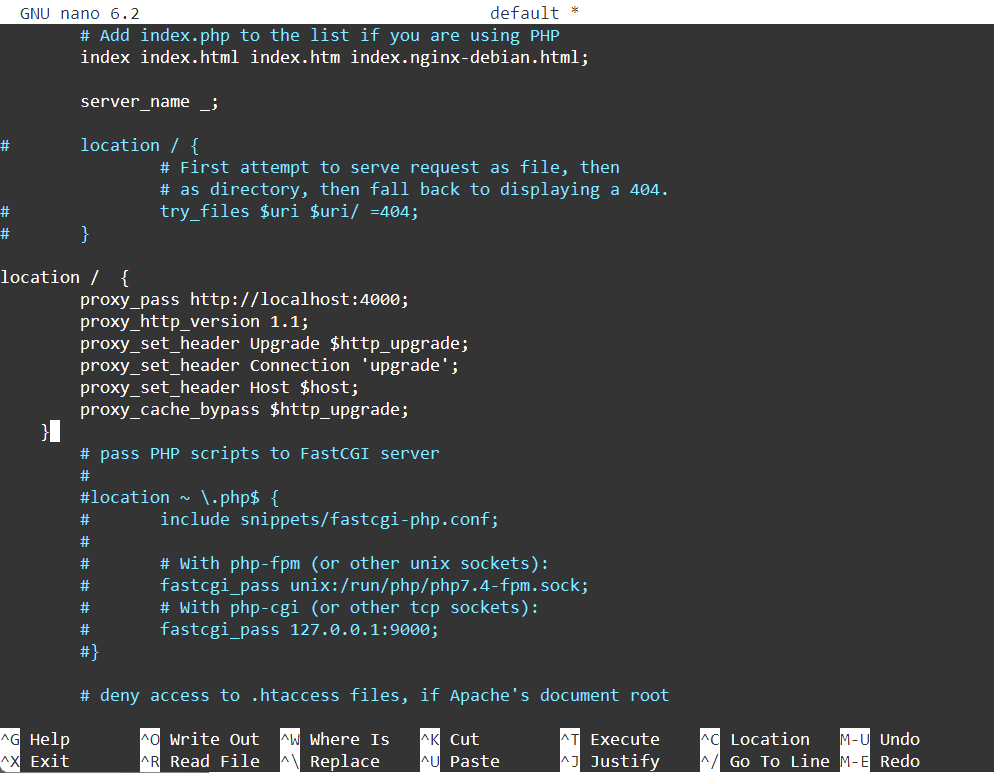 GNU nano 6.2 default *
# Add index.php to the list if you are using PHP
index index.html index.htm index.nginx-debian.html;
server_name _;
# location / {
# First attempt to serve request as file, then
# as directory, then fall back to displaying a 404.
# try_files $uri $uri/ =404;
# }
location / {
proxy_pass http://localhost:4000;
proxy_http_version 1.1;
proxy_set_header Upgrade $http_upgrade;
proxy_set_header Connection 'upgrade';
proxy_set_header Host $host;
proxy_cache_bypass $http_upgrade;
}
# pass PHP scripts to FastCGI server
#
#location ~ \.php$ {
# include snippets/fastcgi-php.conf;
#
# # With php-fpm (or other unix sockets):
# fastcgi_pass unix:/run/php/php7.4-fpm.sock;
# # With php-cgi (or other tcp sockets):
# fastcgi_pass 127.0.0.1:9000;
#}
# deny access to .htaccess files, if Apache's document root
^G Help ^O Write Out ^W Where Is ^K Cut ^T Execute ^C Location M-U Undo
^X Exit ^R Read File ^\ Replace ^U Paste ^J Justify ^/ Go To Line M-E Redo